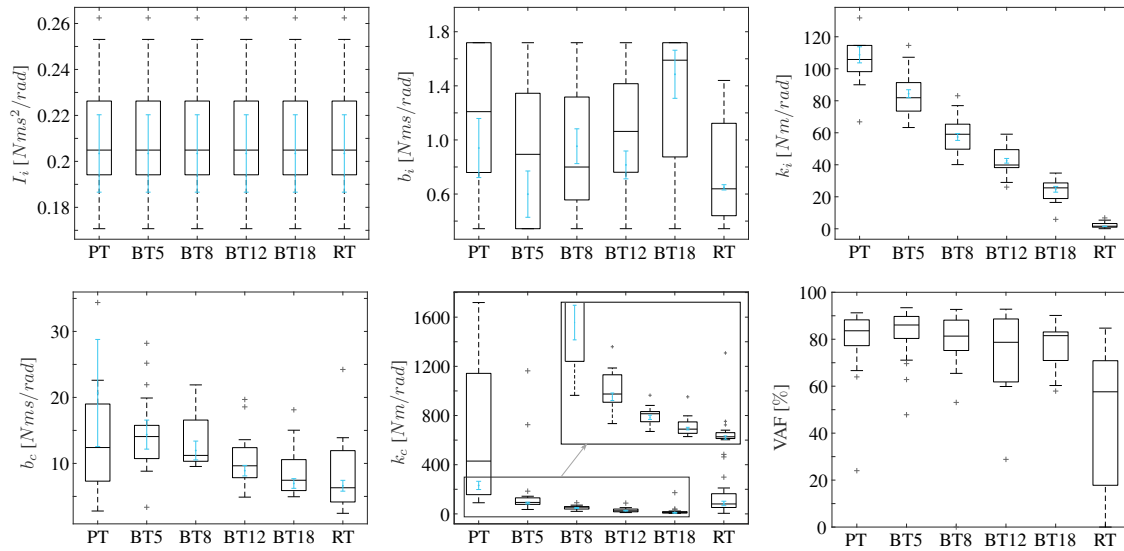 I_i [Nms²/rad]
0.26
0.24
0.22
0.2
0.18
PT BT5 BT8 BT12 BT18 RT
b_i [Nms/rad]
1.8
1.4
1.0
0.6
PT BT5 BT8 BT12 BT18 RT
k_i [Nm/rad]
120
100
80
60
40
20
0
PT BT5 BT8 BT12 BT18 RT
b_c [Nms/rad]
30
20
10
PT BT5 BT8 BT12 BT18 RT
k_c [Nm/rad]
1600
1200
800
400
0
PT BT5 BT8 BT12 BT18 RT
VAF [%]
100
80
60
40
20
0
PT BT5 BT8 BT12 BT18 RT